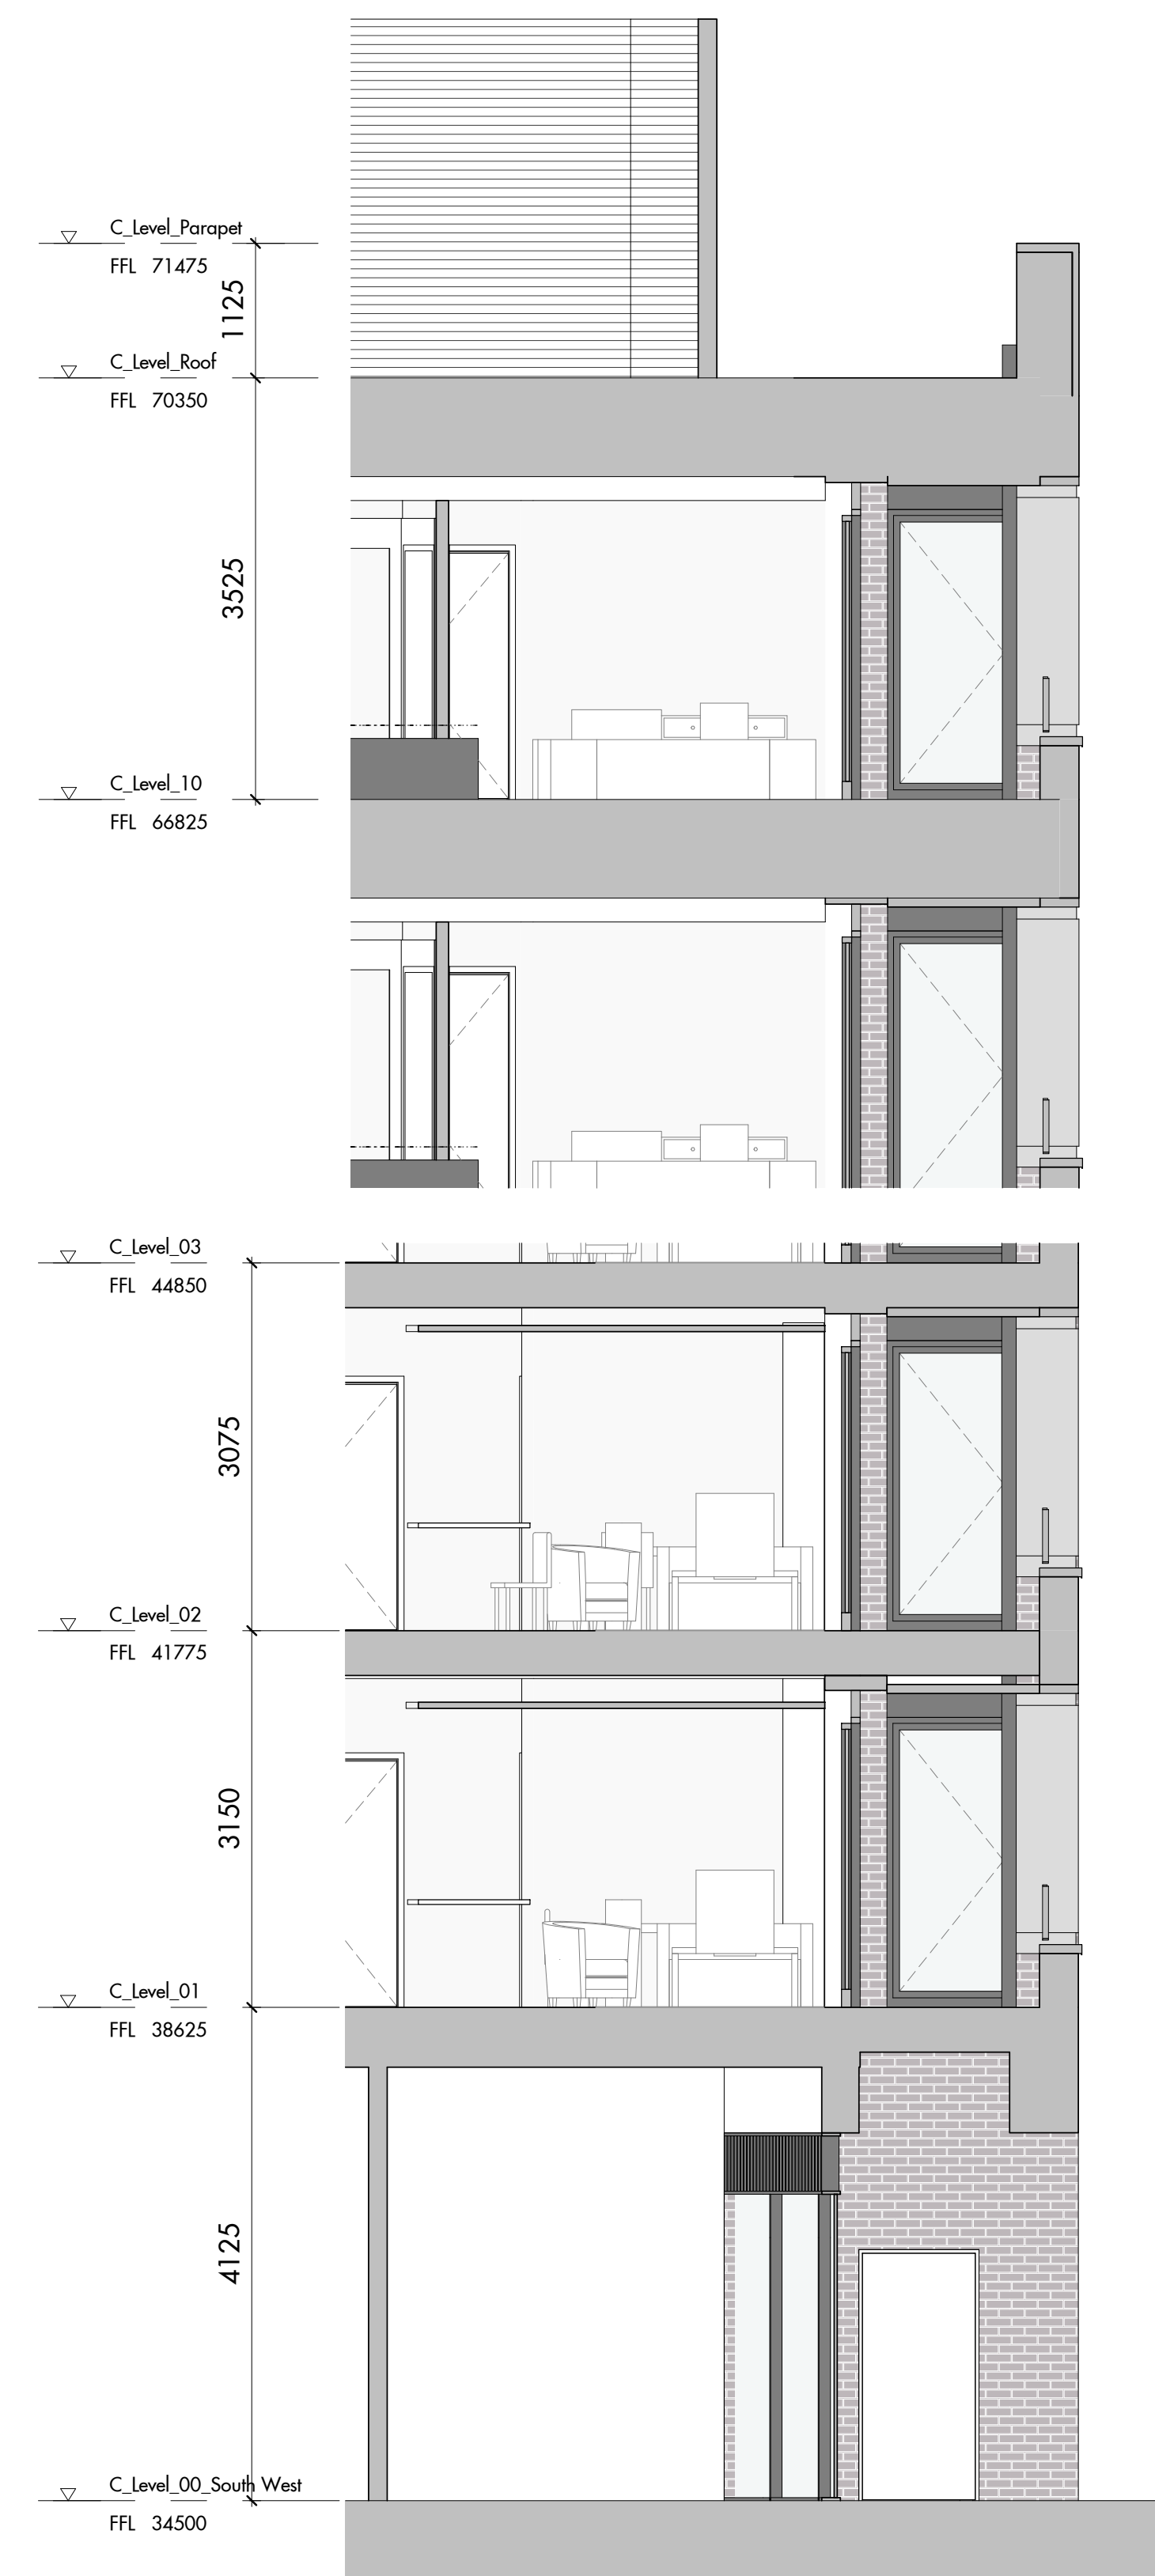 C_Level_Parapet
FFL 71475
1125
C_Level_Roof
FFL 70350
3525
C_Level_10
FFL 66825
C_Level_03
FFL 44850
3075
C_Level_02
FFL 41775
3150
C_Level_01
FFL 38625
4125
C_Level_00_South West
FFL 34500